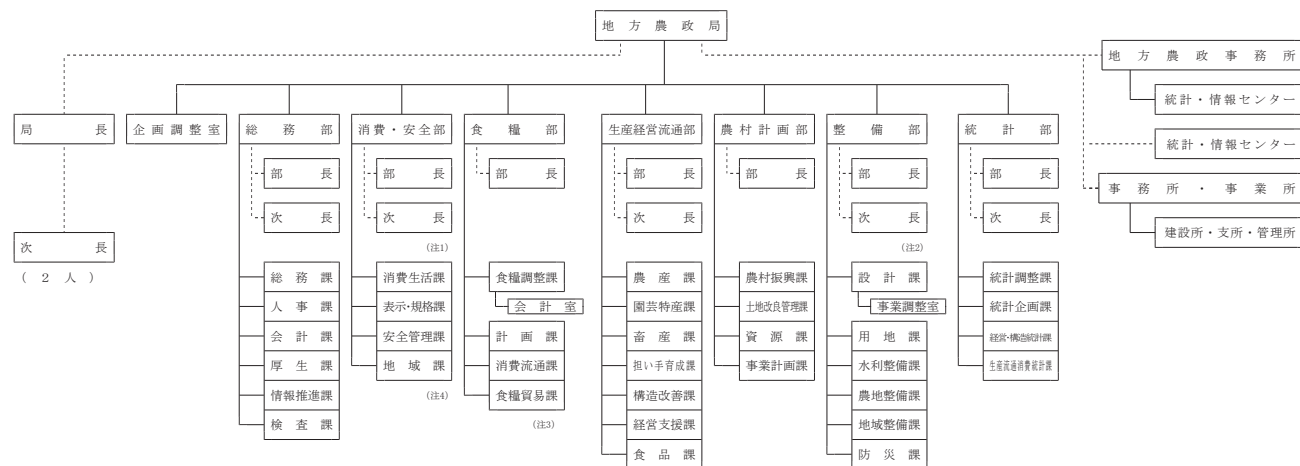 地方農政局
地方農政事務所
統計・情報センター
局長
企画調整室
総務部
消費・安全部
食糧部
生産経営流通部
農村計画部
整備部
統計部
統計・情報センター
部長
部長
部長
部長
部長
部長
部長
事務所・事業所
次長
次長
次長
次長
次長
建設所・支所・管理所
次長
(注1)
(注2)
(2人)
総務課
消費生活課
食糧調整課
農産課
農村振興課
設計課
統計調整課
人事課
表示・規格課
会計室
園芸特産課
土地改良管理課
事業調整室
統計企画課
会計課
安全管理課
計画課
畜産課
資源課
用地課
経営・構造統計課
厚生課
地域課
消費流通課
担い手育成課
事業計画課
水利整備課
生産流通消費統計課
情報推進課
(注4)
食糧貿易課
構造改善課
農地整備課
検査課
(注3)
経営支援課
地域整備課
食品課
防災課